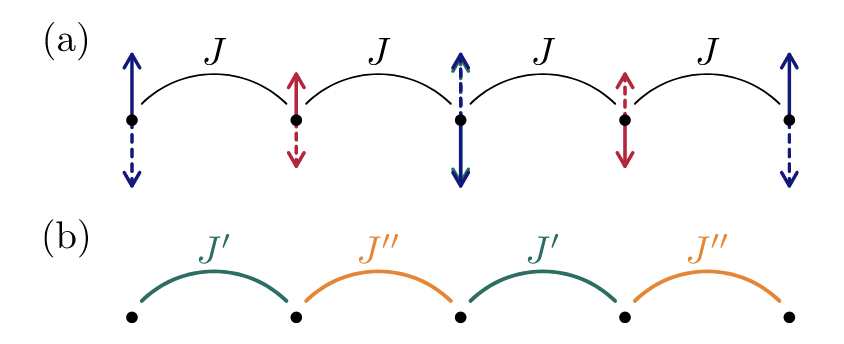 (a)
J J J J
(b)
J′ J″ J′ J″